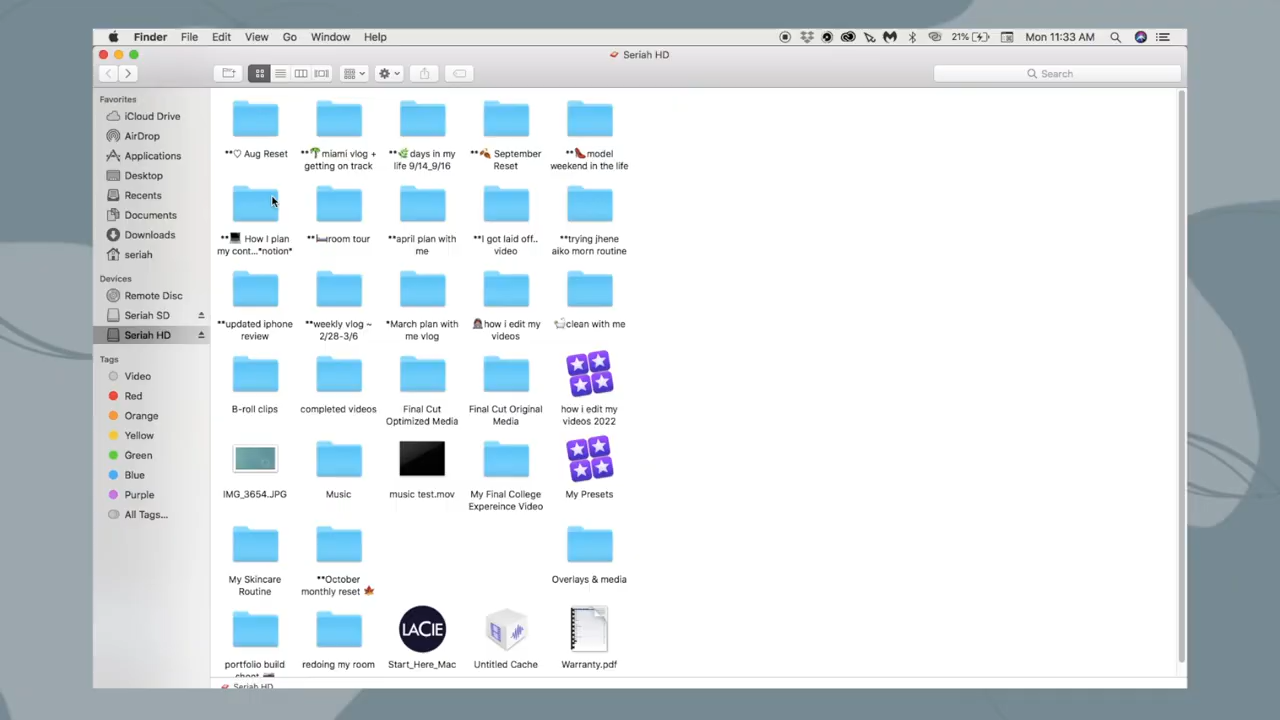 Finder File Edit View Go Window Help 21% Mon 11:33 AM
Seriah HD
Search
Favorites
iCloud Drive
AirDrop
Applications
Desktop
Recents
Documents
Downloads
seriah
Devices
Remote Disc
Seriah SD
Seriah HD
Tags
Video
Red
Orange
Yellow
Green
Blue
Purple
All Tags...
**♡ Aug Reset
**🌴miami vlog +
getting on track
**🌿days in my
life 9/14_9/16
**🍂 September
Reset
**👠model
weekend in the life
**💻 How I plan
my cont...*notion*
**🛏room tour
**april plan with
me
**I got laid off..
video
**trying jhene
aiko morn routine
**updated iphone
review
**weekly vlog ~
2/28-3/6
*March plan with
me vlog
👩🏽‍💻how i edit my
videos
🛀clean with me
B-roll clips
completed videos
Final Cut
Optimized Media
Final Cut Original
Media
how i edit my
videos 2022
IMG_3654.JPG
Music
music test.mov
My Final College
Expereince Video
My Presets
My Skincare
Routine
**October
monthly reset 🍁
Overlays & media
LACIE
portfolio build
shoot 📷
redoing my room
Start_Here_Mac
Untitled Cache
Warranty.pdf
Seriah HD